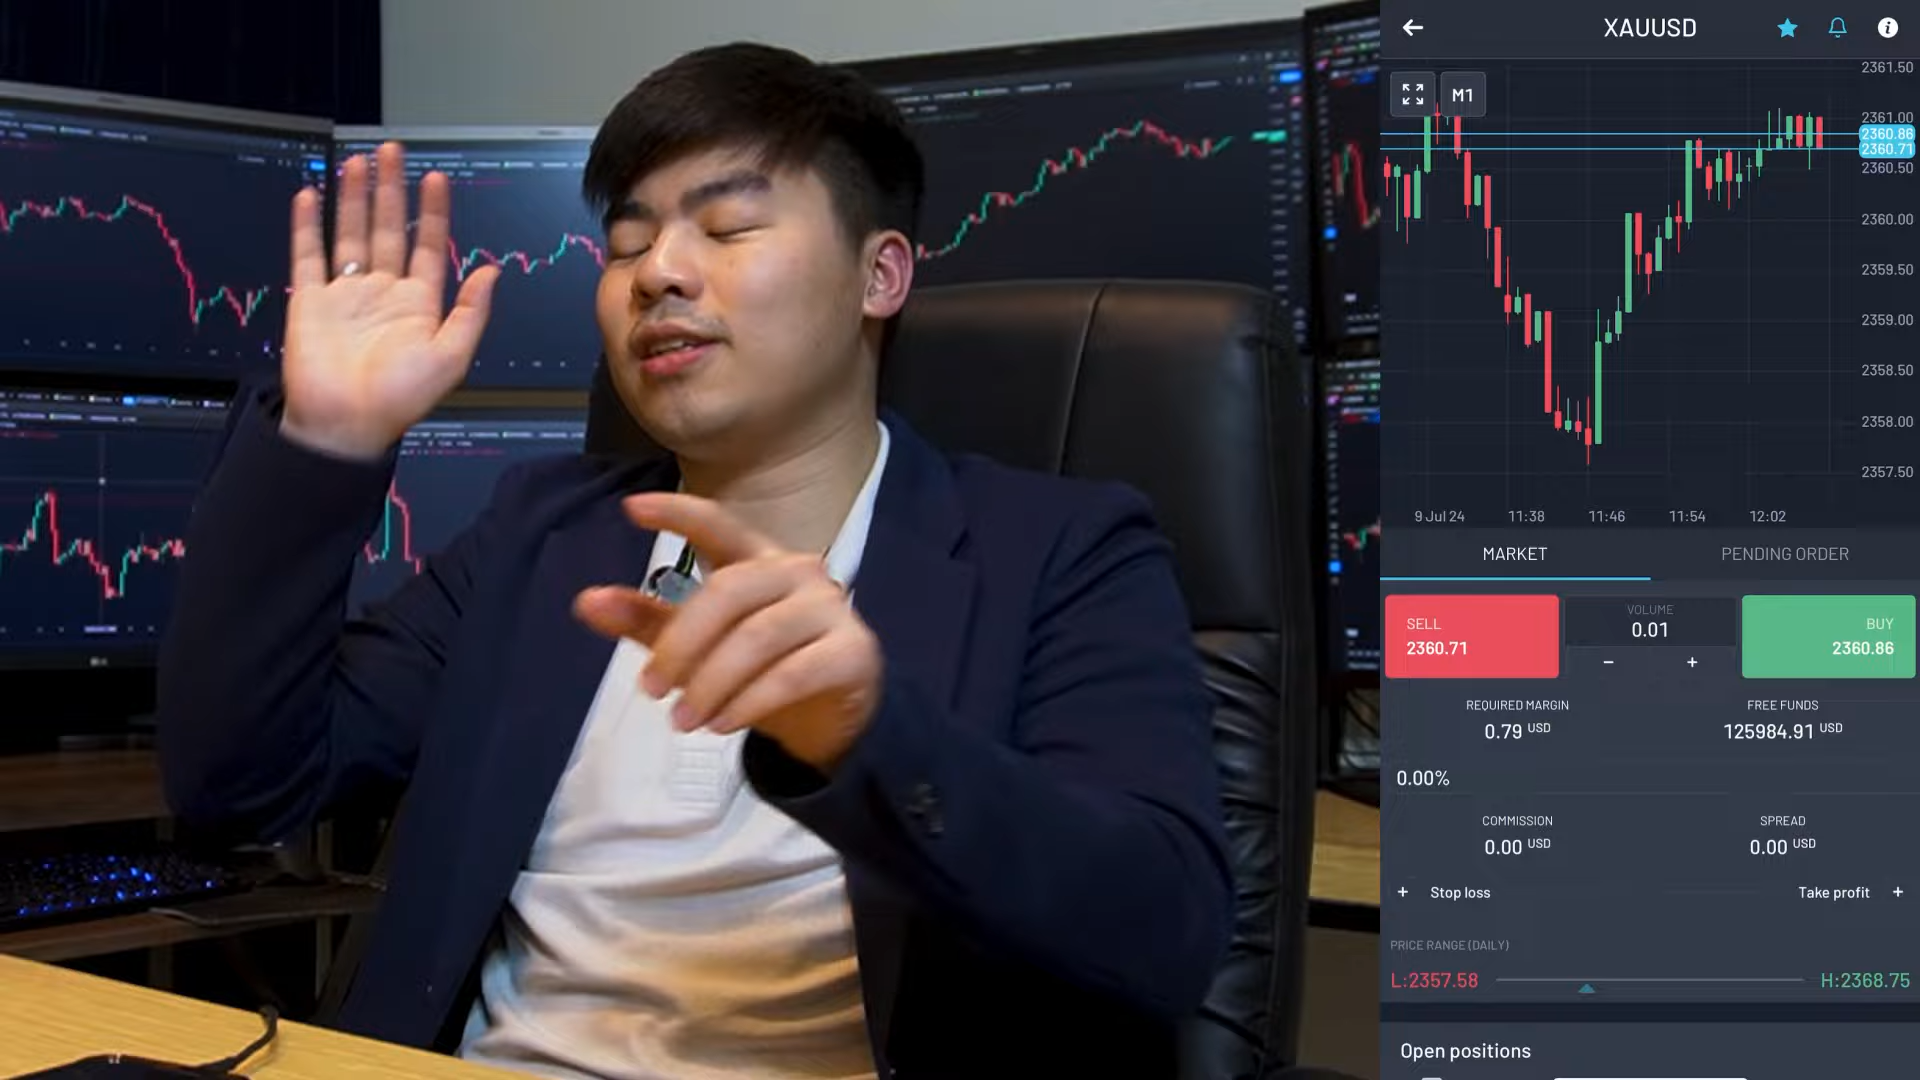 XAUUSD
M1
2361.50
2361.00
2360.86
2360.71
2360.50
2360.00
2359.50
2359.00
2358.50
2358.00
2357.50
9 Jul 24 11:38 11:46 11:54 12:02
MARKET PENDING ORDER
SELL
2360.71
VOLUME
0.01
− +
BUY
2360.86
REQUIRED MARGIN
0.79 USD
FREE FUNDS
125984.91 USD
0.00%
COMMISSION
0.00 USD
SPREAD
0.00 USD
+ Stop loss
Take profit +
PRICE RANGE (DAILY)
L:2357.58 H:2368.75
Open positions
LG